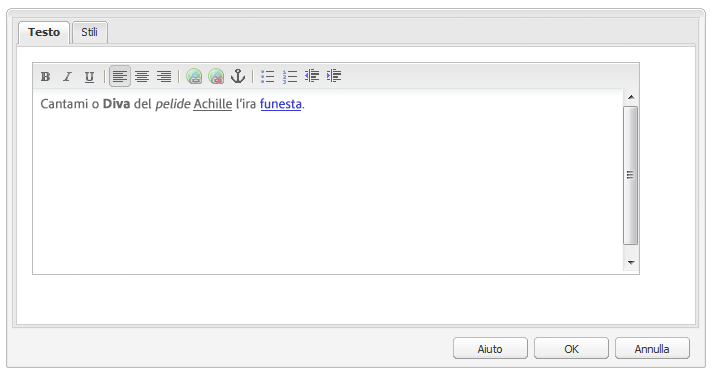 Testo Stili
B I U
Cantami o Diva del pelide Achille l'ira funesta.
Aiuto OK Annulla